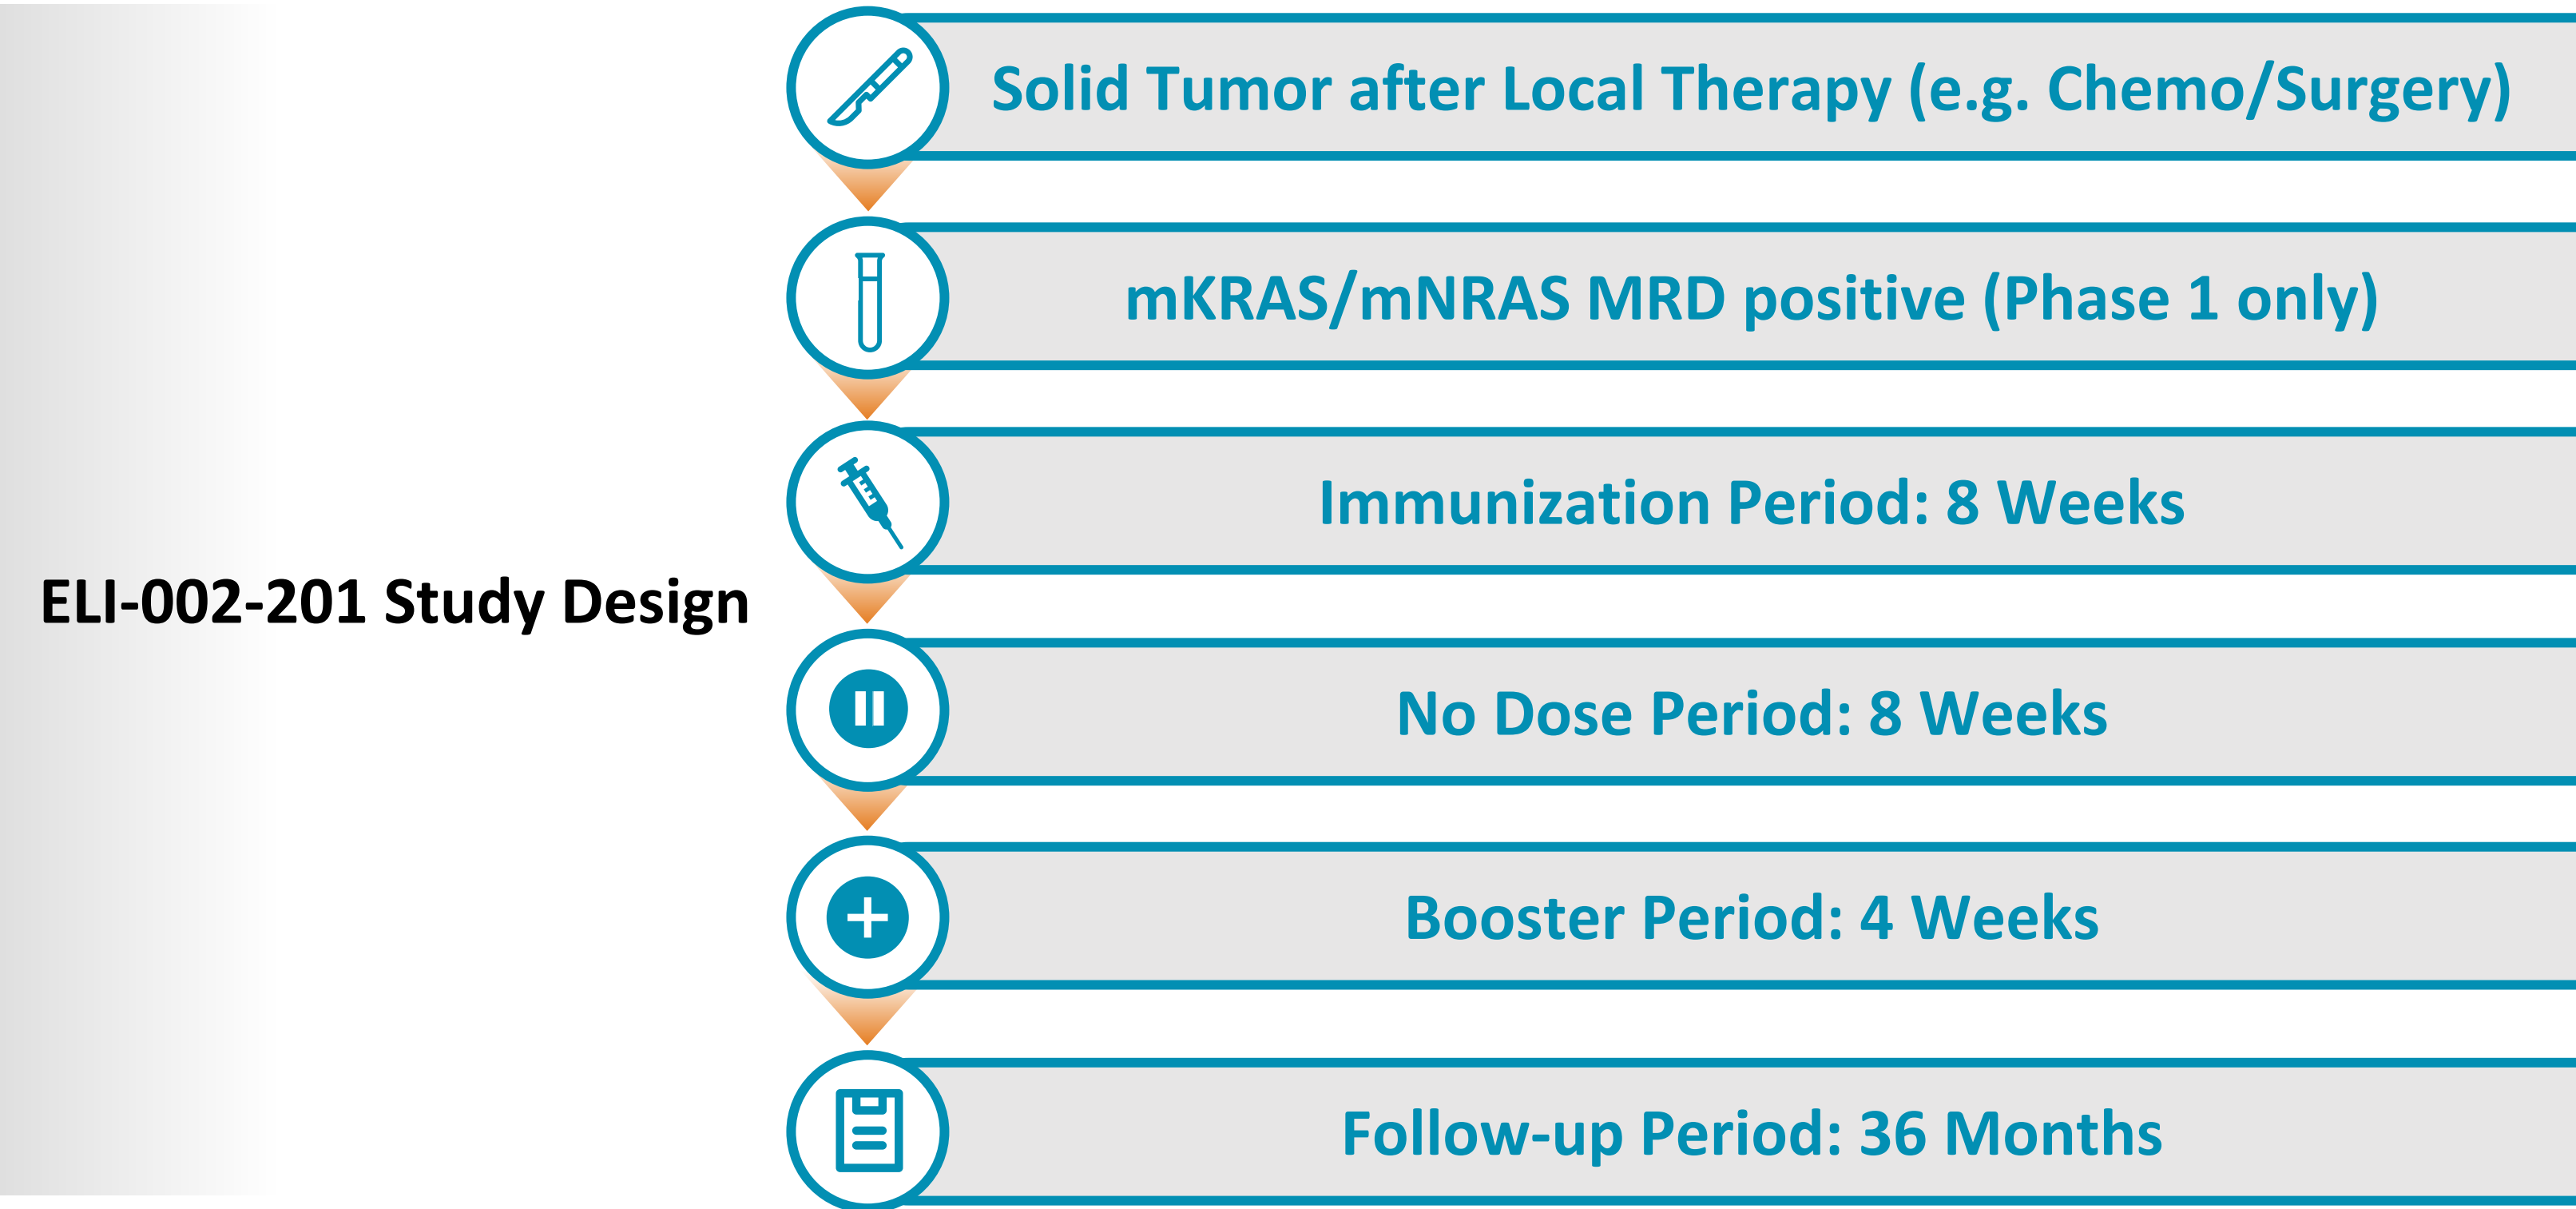 ELI-002-201 Study Design
Solid Tumor after Local Therapy (e.g. Chemo/Surgery)
mKRAS/mNRAS MRD positive (Phase 1 only)
Immunization Period: 8 Weeks
No Dose Period: 8 Weeks
Booster Period: 4 Weeks
Follow-up Period: 36 Months